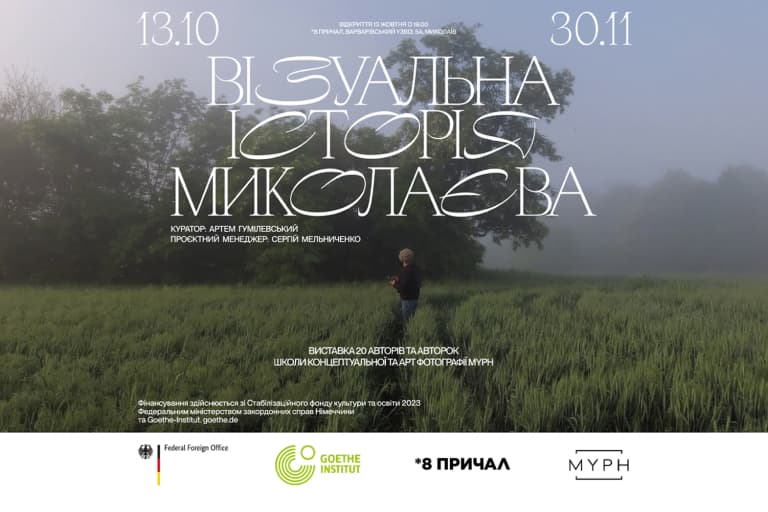 13.10
ВІДКРИТТЯ 13 ЖОВТНЯ О 18:00
*8 ПРИЧАЛ, ВАРВАРІВСЬКИЙ УЗВІЗ, 5А, МИКОЛАЇВ
30.11
ВІЗУАЛЬНА
ІСТОРІЯ
МИКОЛАЄВА
КУРАТОР: АРТЕМ ГУМІЛЕВСЬКИЙ
ПРОЄКТНИЙ МЕНЕДЖЕР: СЕРГІЙ МЕЛЬНИЧЕНКО
ВИСТАВКА 20 АВТОРІВ ТА АВТОРОК
ШКОЛИ КОНЦЕПТУАЛЬНОЇ ТА АРТ ФОТОГРАФІЇ MYPH
Фінансування здійснюється зі Стабілізаційного фонду культури та освіти 2023
Федеральним міністерством закордонних справ Німеччини
та Goethe-Institut. goethe.de
Federal Foreign Office
GOETHE
INSTITUT
*8 ПРИЧАЛ
MYPH